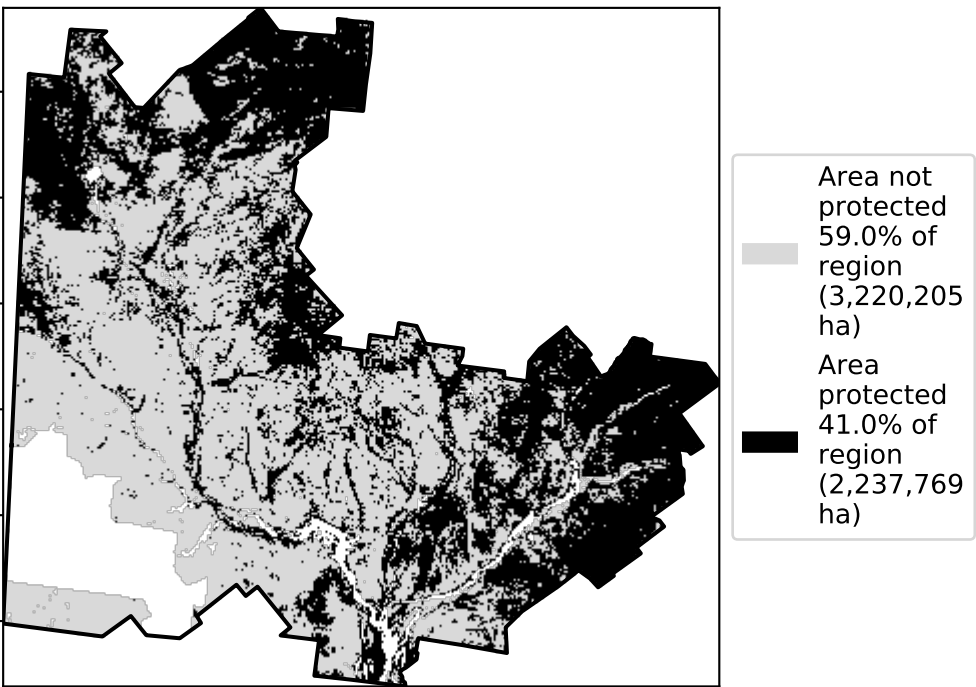 Area not
protected
59.0% of
region
(3,220,205
ha)
Area
protected
41.0% of
region
(2,237,769
ha)